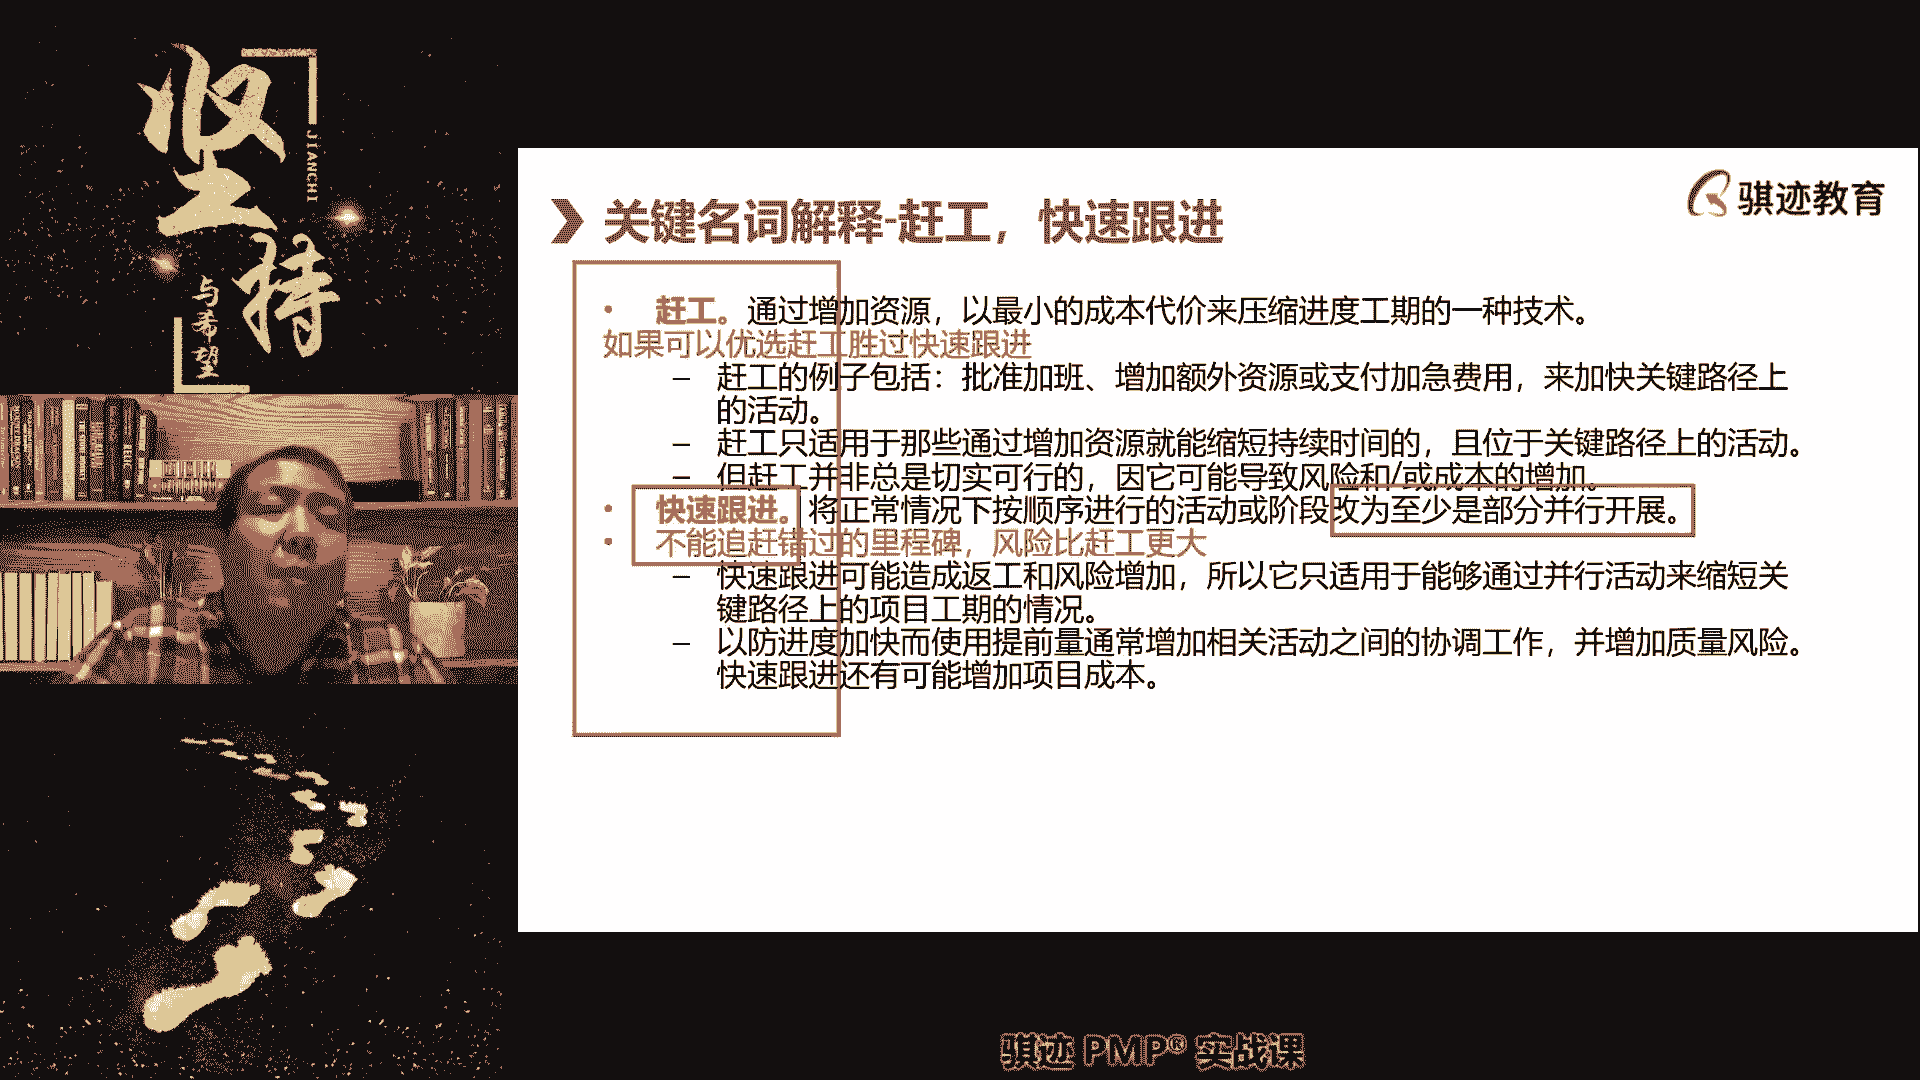 坚持
JIANCHI
与希望
骐迹教育
关键名词解释-赶工，快速跟进
• 赶工。通过增加资源，以最小的成本代价来压缩进度工期的一种技术。
如果可以优选赶工胜过快速跟进
– 赶工的例子包括：批准加班、增加额外资源或支付加急费用，来加快关键路径上
的活动。
– 赶工只适用于那些通过增加资源就能缩短持续时间的，且位于关键路径上的活动。
– 但赶工并非总是切实可行的，因它可能导致风险和/或成本的增加。
• 快速跟进。将正常情况下按顺序进行的活动或阶段改为至少是部分并行开展。
• 不能追赶错过的里程碑，风险比赶工更大
– 快速跟进可能造成返工和风险增加，所以它只适用于能够通过并行活动来缩短关
键路径上的项目工期的情况。
– 以防进度加快而使用提前量通常增加相关活动之间的协调工作，并增加质量风险。
快速跟进还有可能增加项目成本。
骐迹 PMP® 实战课